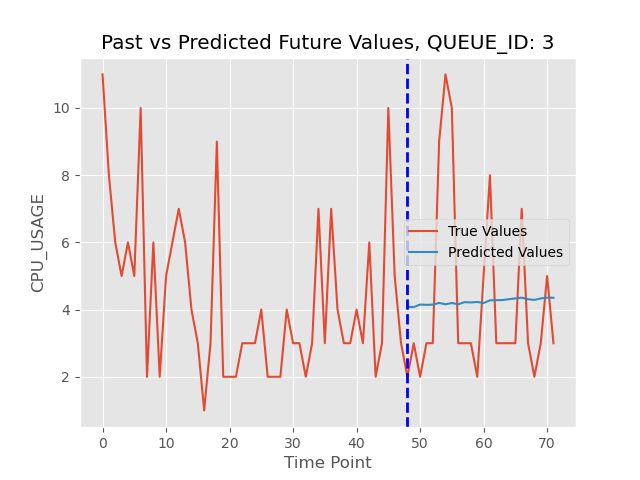 Past vs Predicted Future Values, QUEUE_ID: 3
CPU_USAGE
10
8
6
4
2
True Values
Predicted Values
0 10 20 30 40 50 60 70
Time Point